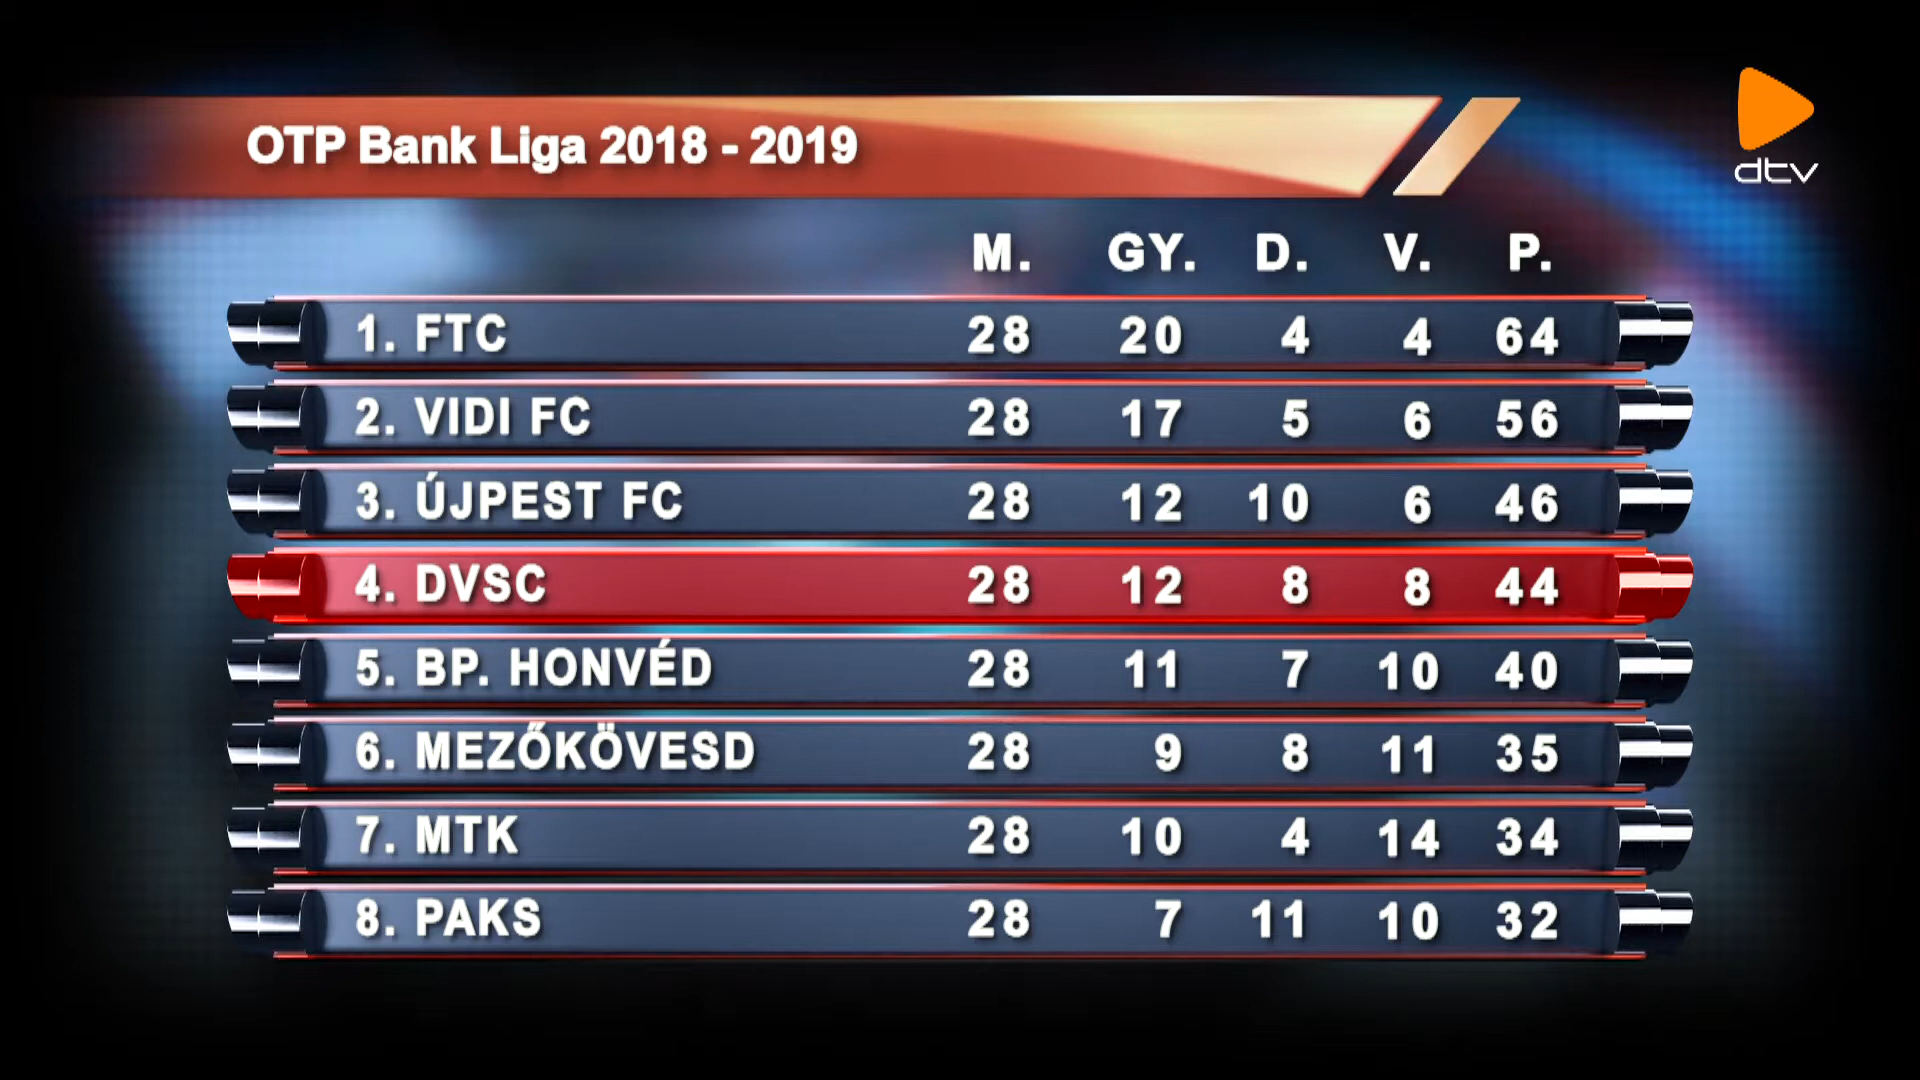 OTP Bank Liga 2018 - 2019
dtv
M. GY. D. V. P.
1. FTC 28 20 4 4 64
2. VIDI FC 28 17 5 6 56
3. ÚJPEST FC 28 12 10 6 46
4. DVSC 28 12 8 8 44
5. BP. HONVÉD 28 11 7 10 40
6. MEZŐKÖVESD 28 9 8 11 35
7. MTK 28 10 4 14 34
8. PAKS 28 7 11 10 32